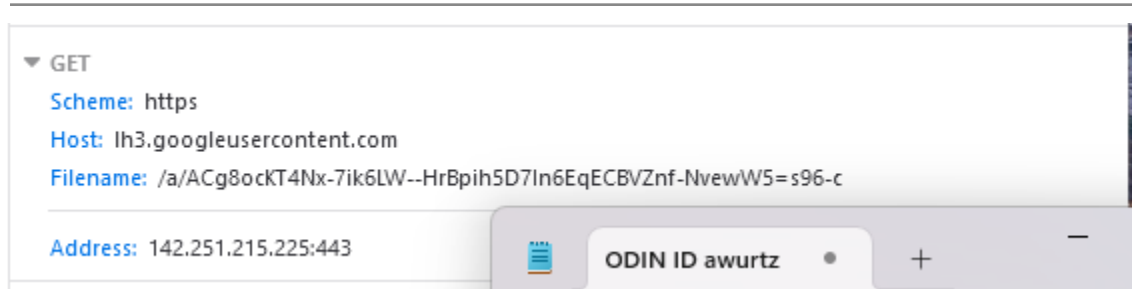 GET
Scheme: https
Host: lh3.googleusercontent.com
Filename: /a/ACg8ocKT4Nx-7ik6LW--HrBpih5D7In6EqECBVZnf-NvewW5=s96-c
Address: 142.251.215.225:443
ODIN ID awurtz